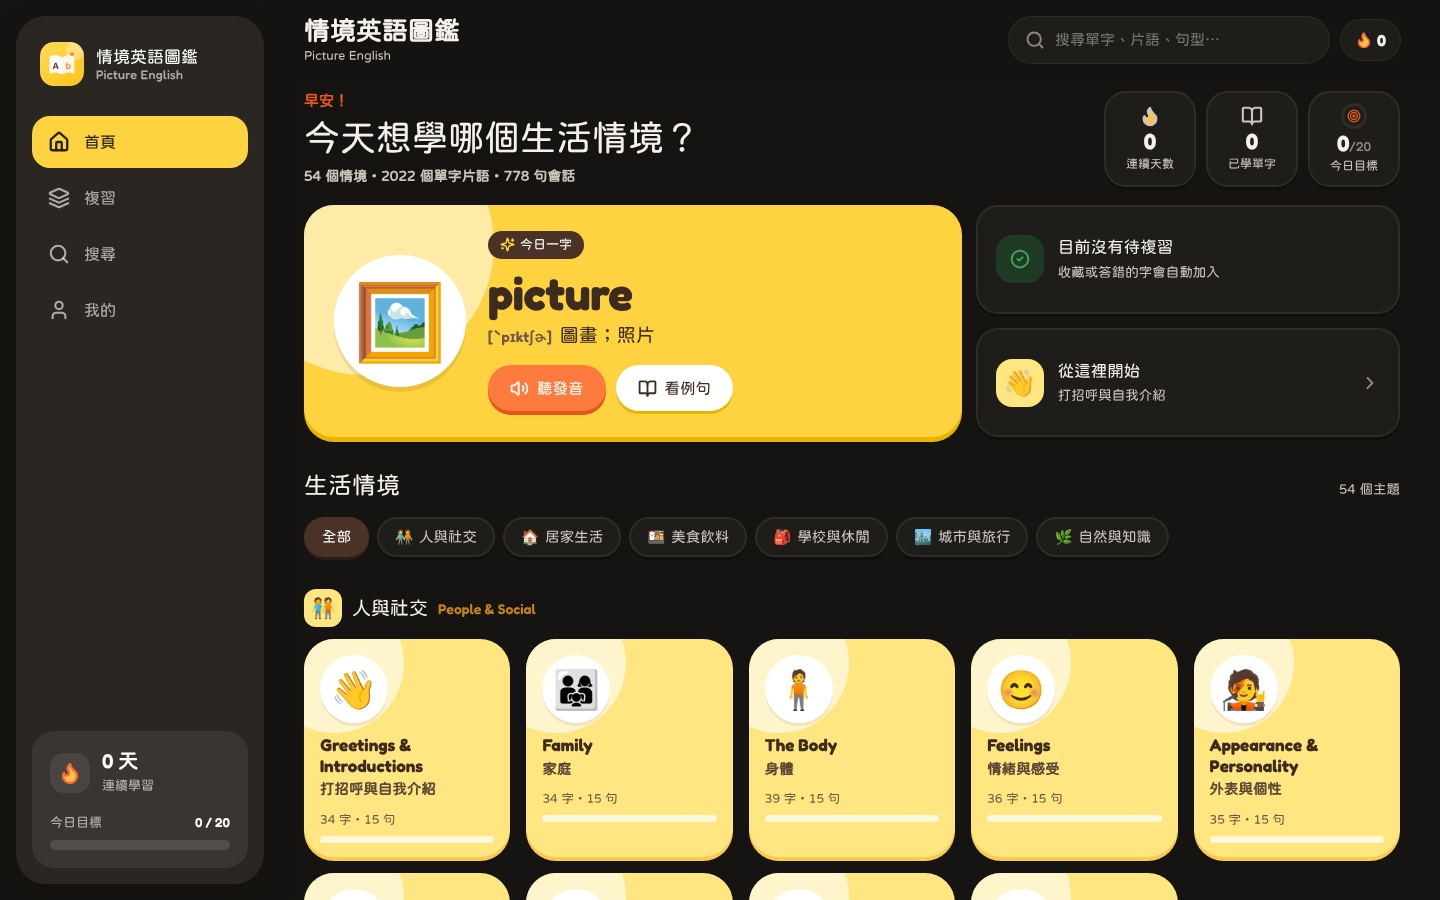 情境英語圖鑑
Picture English
首頁
複習
搜尋
我的
0 天
連續學習
今日目標
0 / 20
情境英語圖鑑
Picture English
搜尋單字、片語、句型…
0
早安！
今天想學哪個生活情境？
54 個情境・2022 個單字片語・778 句會話
0
連續天數
0
已學單字
0/20
今日目標
今日一字
picture
[ˋpɪktʃɚ] 圖畫；照片
聽發音
看例句
目前沒有待複習
收藏或答錯的字會自動加入
從這裡開始
打招呼與自我介紹
生活情境
54 個主題
全部
人與社交
居家生活
美食飲料
學校與休閒
城市與旅行
自然與知識
人與社交 People & Social
Greetings &
Introductions
打招呼與自我介紹
34 字・15 句
Family
家庭
34 字・15 句
The Body
身體
39 字・15 句
Feelings
情緒與感受
36 字・15 句
Appearance &
Personality
外表與個性
35 字・15 句